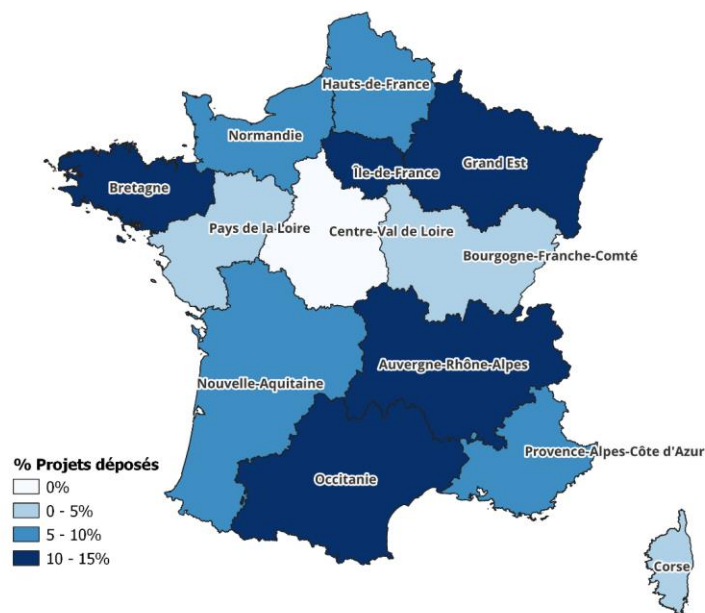 Hauts-de-France
Normandie
Île-de-France
Grand Est
Bretagne
Pays de la Loire
Centre-Val de Loire
Bourgogne-Franche-Comté
Auvergne-Rhône-Alpes
Nouvelle-Aquitaine
Provence-Alpes-Côte d'Azur
Occitanie
Corse
% Projets déposés
0%
0 - 5%
5 - 10%
10 - 15%